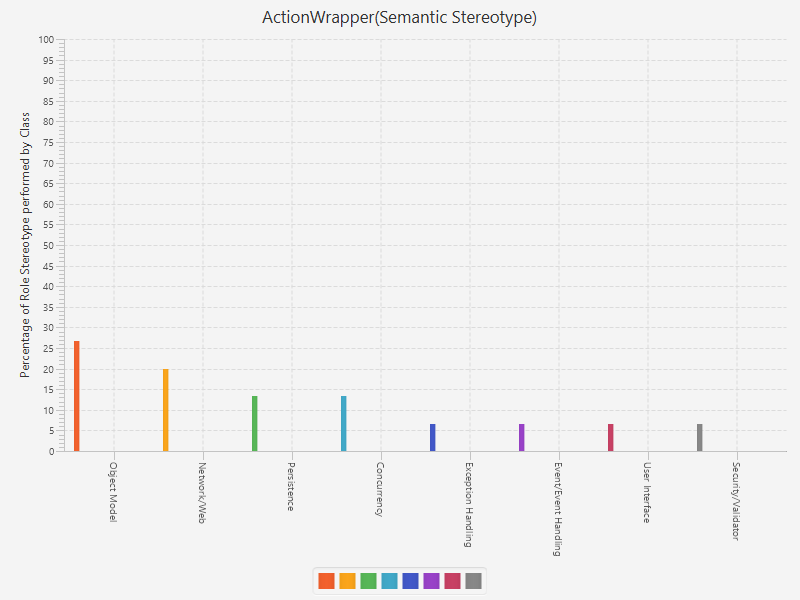 ActionWrapper(Semantic Stereotype)
Percentage of Role Stereotype performed by Class
100
95
90
85
80
75
70
65
60
55
50
45
40
35
30
25
20
15
10
5
0
Object Model
Network/Web
Persistence
Concurrency
Exception Handling
Event/Event Handling
User Interface
Security/Validator